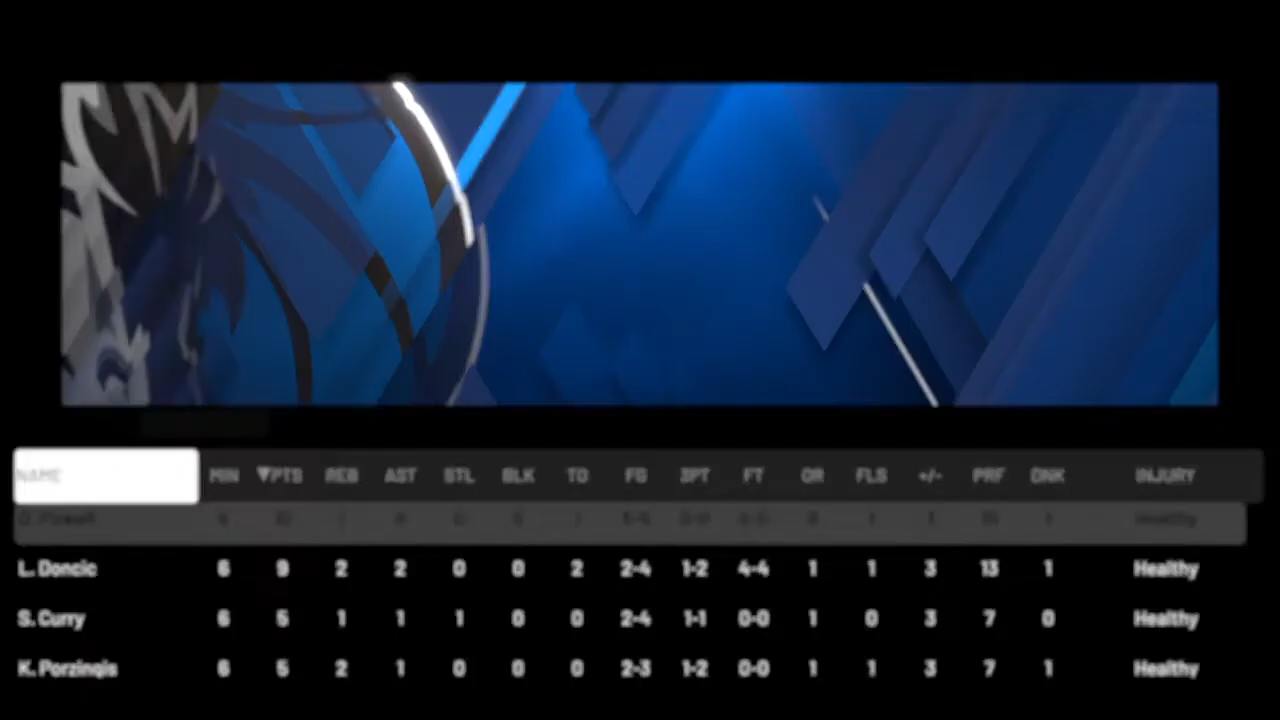 NAME MIN ▼PTS REB AST STL BLK TO FG 3PT FT OR FLS +/- PRF DNK INJURY
Powell Healthy
L. Doncic 6 9 2 2 0 0 2 2-4 1-2 4-4 1 1 3 13 1 Healthy
S. Curry 6 5 1 1 1 0 0 2-4 1-1 0-0 1 0 3 7 0 Healthy
K. Porzingis 6 5 2 1 0 0 0 2-3 1-2 0-0 1 1 3 7 1 Healthy